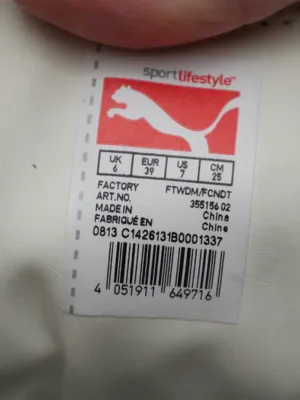 sportlifestyle™
UK EUR US CM
6 39 7 25
FACTORY FTWDM/FCNDT
ART.NO. 355156 02
MADE IN China
FABRIQUÉ EN Chine
0813 C1426131B0001337
4 051911 649716